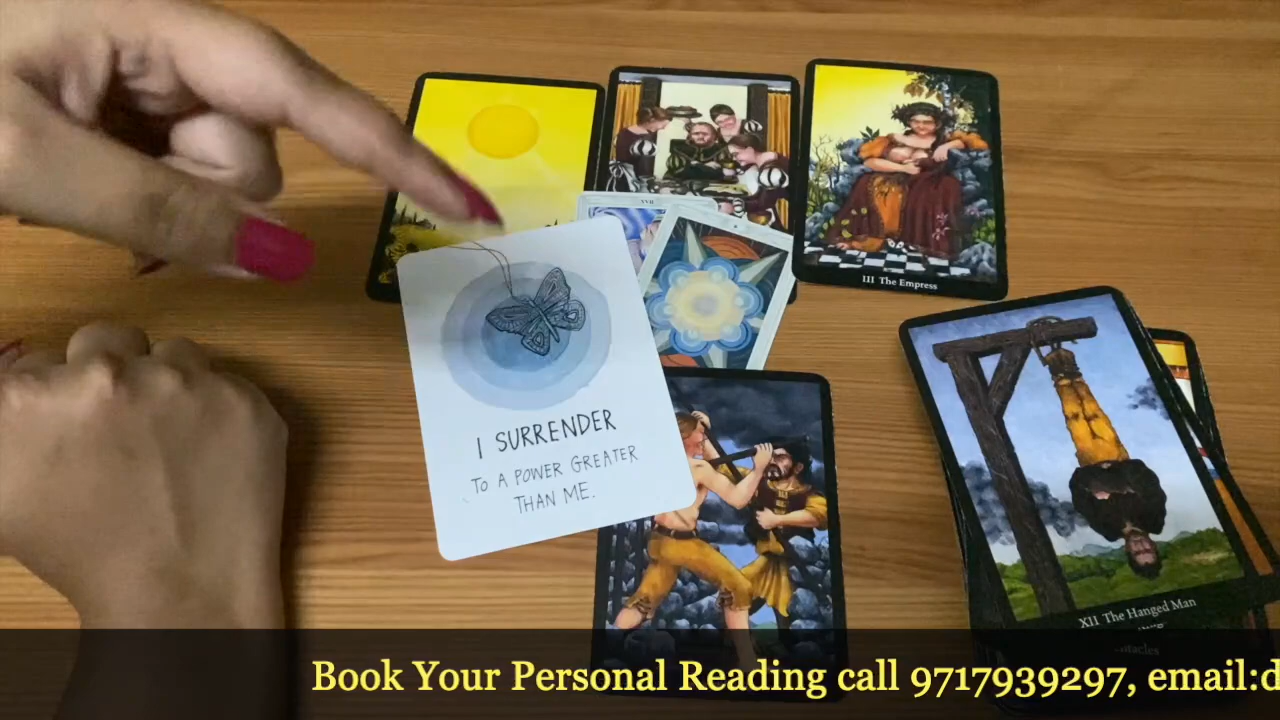 XVII
III The Empress
I SURRENDER
TO A POWER GREATER
THAN ME.
XII The Hanged Man
Book Your Personal Reading call 9717939297, email:d